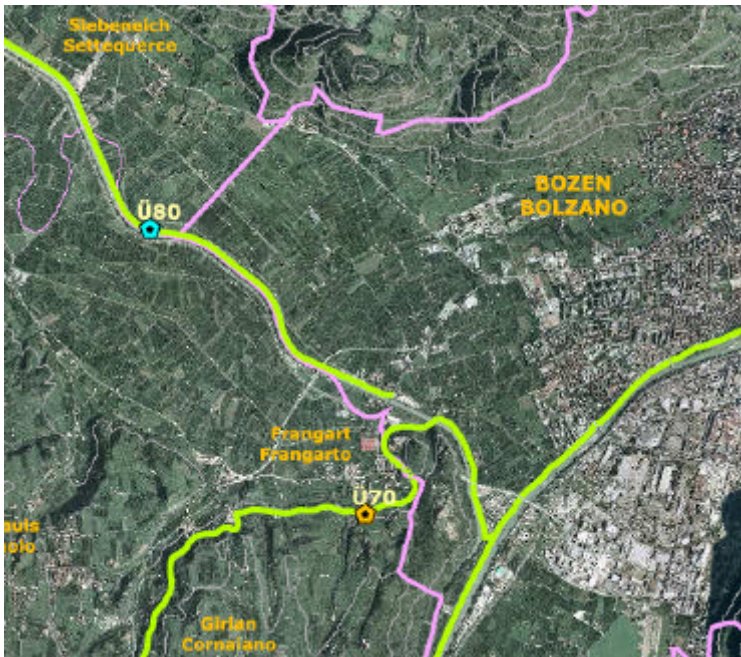 Siebeneich
Settequerce
Ü80
BOZEN
BOLZANO
Frangart
Frangarto
Ü70
Girlan
Cornaiano